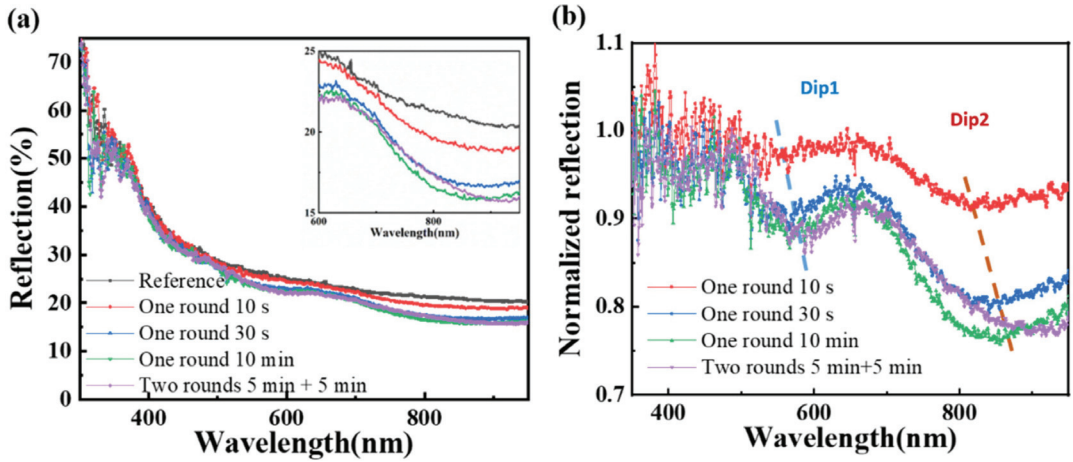 (a)
Reflection(%)
75
70
60
50
40
30
20
10
0
400
600
800
Wavelength(nm)
25
20
15
600
800
Wavelength(nm)
Reference
One round 10 s
One round 30 s
One round 10 min
Two rounds 5 min + 5 min
(b)
Normalized reflection
1.1
1.0
0.9
0.8
0.7
400
600
800
Wavelength(nm)
Dip1
Dip2
One round 10 s
One round 30 s
One round 10 min
Two rounds 5 min+5 min